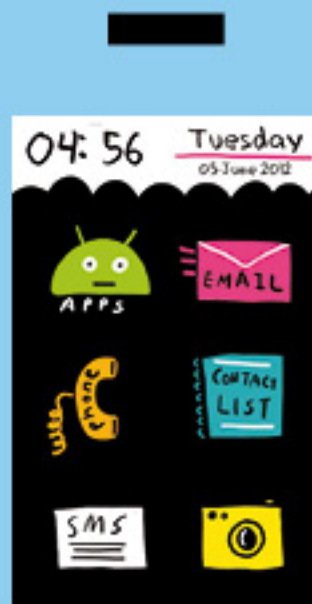 04:56
Tuesday
05 June 2012
APPS
EMAIL
Phone
CONTACT
LIST
SMS